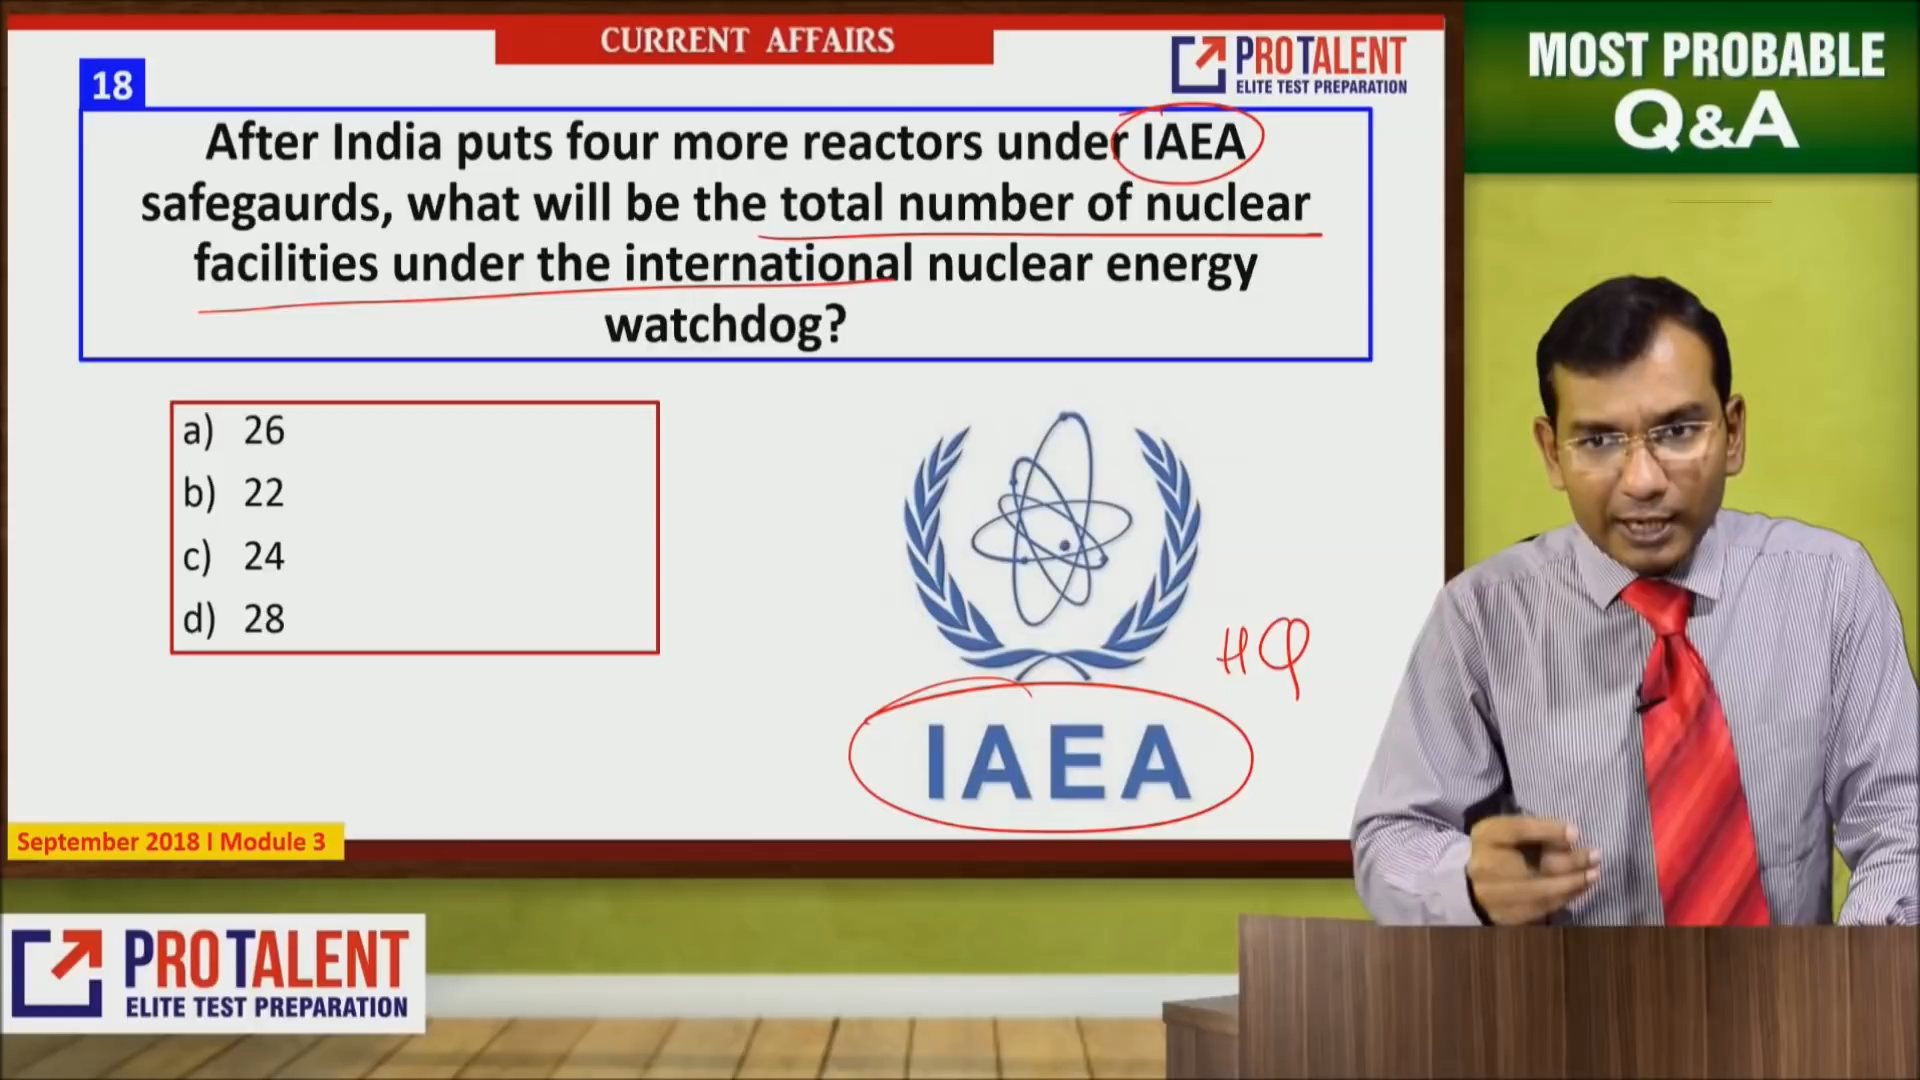 CURRENT AFFAIRS
PROTALENT
ELITE TEST PREPARATION
MOST PROBABLE
Q&A
18
After India puts four more reactors under IAEA
safegaurds, what will be the total number of nuclear
facilities under the international nuclear energy
watchdog?
a) 26
b) 22
c) 24
d) 28
HQ
IAEA
September 2018 I Module 3
PROTALENT
ELITE TEST PREPARATION